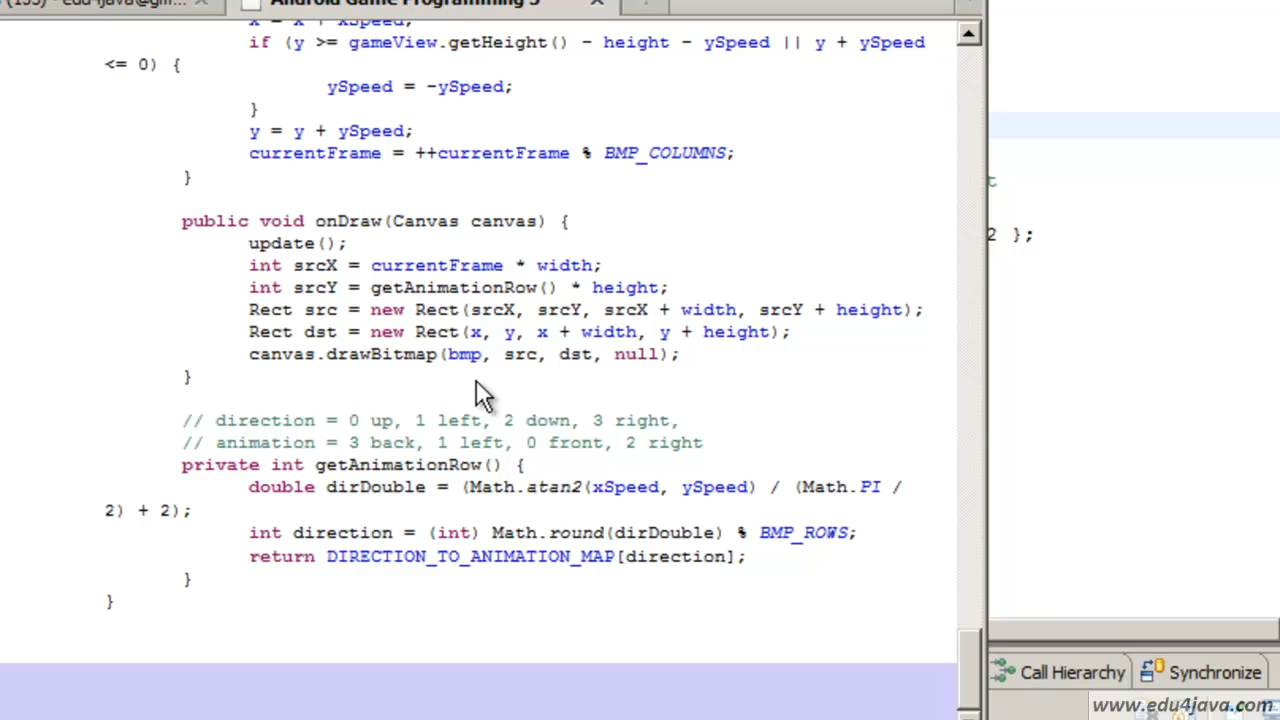 (133) - edu4java@gm...
Android Game Programming 5
x = x + xSpeed;
if (y >= gameView.getHeight() - height - ySpeed || y + ySpeed
<= 0) {
ySpeed = -ySpeed;
}
y = y + ySpeed;
currentFrame = ++currentFrame % BMP_COLUMNS;
}
t
public void onDraw(Canvas canvas) {
2 };
update();
int srcX = currentFrame * width;
int srcY = getAnimationRow() * height;
Rect src = new Rect(srcX, srcY, srcX + width, srcY + height);
Rect dst = new Rect(x, y, x + width, y + height);
canvas.drawBitmap(bmp, src, dst, null);
}
// direction = 0 up, 1 left, 2 down, 3 right,
// animation = 3 back, 1 left, 0 front, 2 right
private int getAnimationRow() {
double dirDouble = (Math.atan2(xSpeed, ySpeed) / (Math.PI /
2) + 2);
int direction = (int) Math.round(dirDouble) % BMP_ROWS;
return DIRECTION_TO_ANIMATION_MAP[direction];
}
}
Call Hierarchy
Synchronize
www.edu4java.com